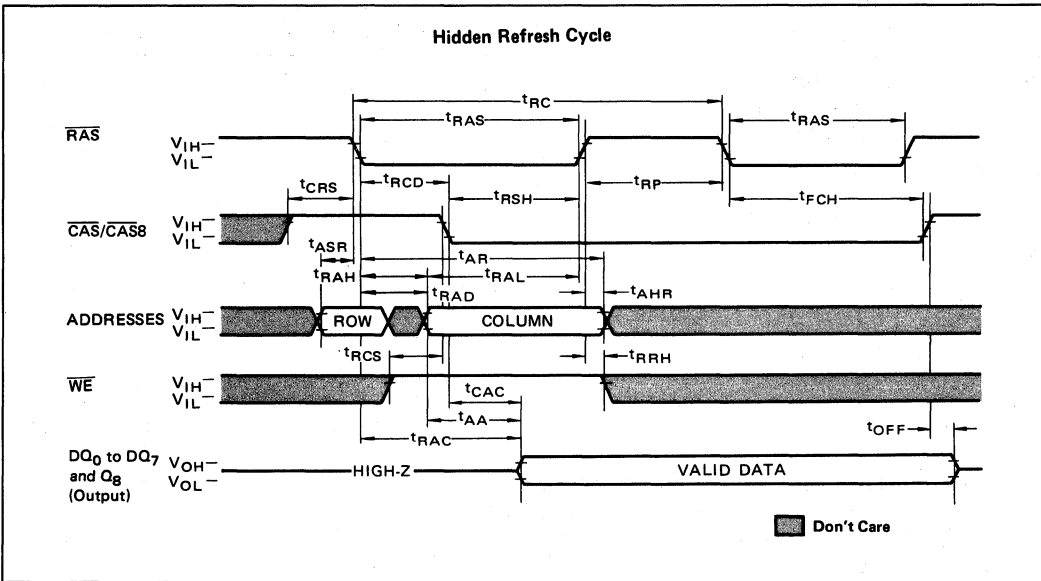 Hidden Refresh Cycle
tRC
tRAS
tRAS
RAS
VIH
VIL
tCRS
tRCD
tRSH
tRP
tFCH
CAS/CAS8
VIH
VIL
tASR
tAR
tRAH
tRAL
tRAD
tAHR
ADDRESSES
VIH
VIL
ROW
COLUMN
tRCS
tRRH
WE
VIH
VIL
tCAC
tAA
tOFF
tRAC
DQ0 to DQ7
and Q8
(Output)
VOH
VOL
HIGH-Z
VALID DATA
Don't Care